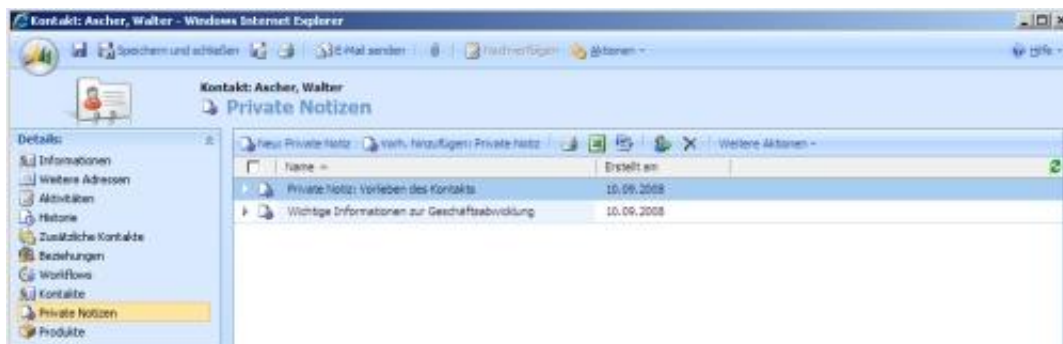 Kontakt: Ascher, Walter - Windows Internet Explorer
Speichern und schließen E-Mail senden Nachverfolgen Aktionen Hilfe
Kontakt: Ascher, Walter
Private Notizen
Details:
Neu: Private Notiz Vorh. hinzufügen: Private Notiz Weitere Aktionen
Name Erstellt am
Informationen
Weitere Adressen
Aktivitäten
Historie
Zusätzliche Kontakte
Beziehungen
Workflows
Kontakte
Private Notizen
Produkte
Private Notiz: Vorlieben des Kontakts 10.09.2008
Wichtige Informationen zur Geschäftsabwicklung 10.09.2008